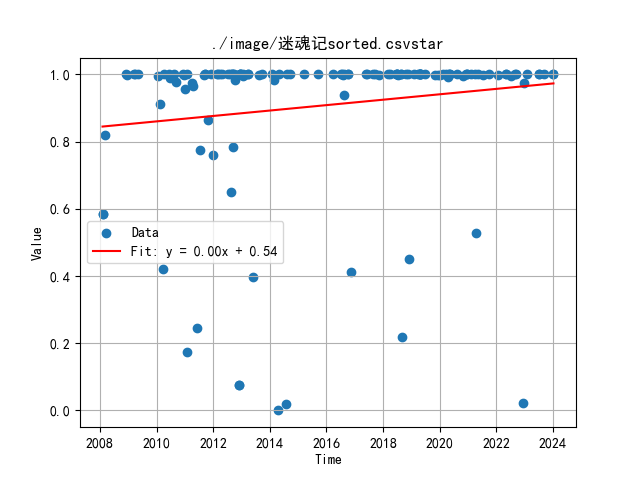 ./image/迷魂记sorted.csvstar
1.0
0.8
0.6
0.4
0.2
0.0
Value
Data
Fit: y = 0.00x + 0.54
2008 2010 2012 2014 2016 2018 2020 2022 2024
Time